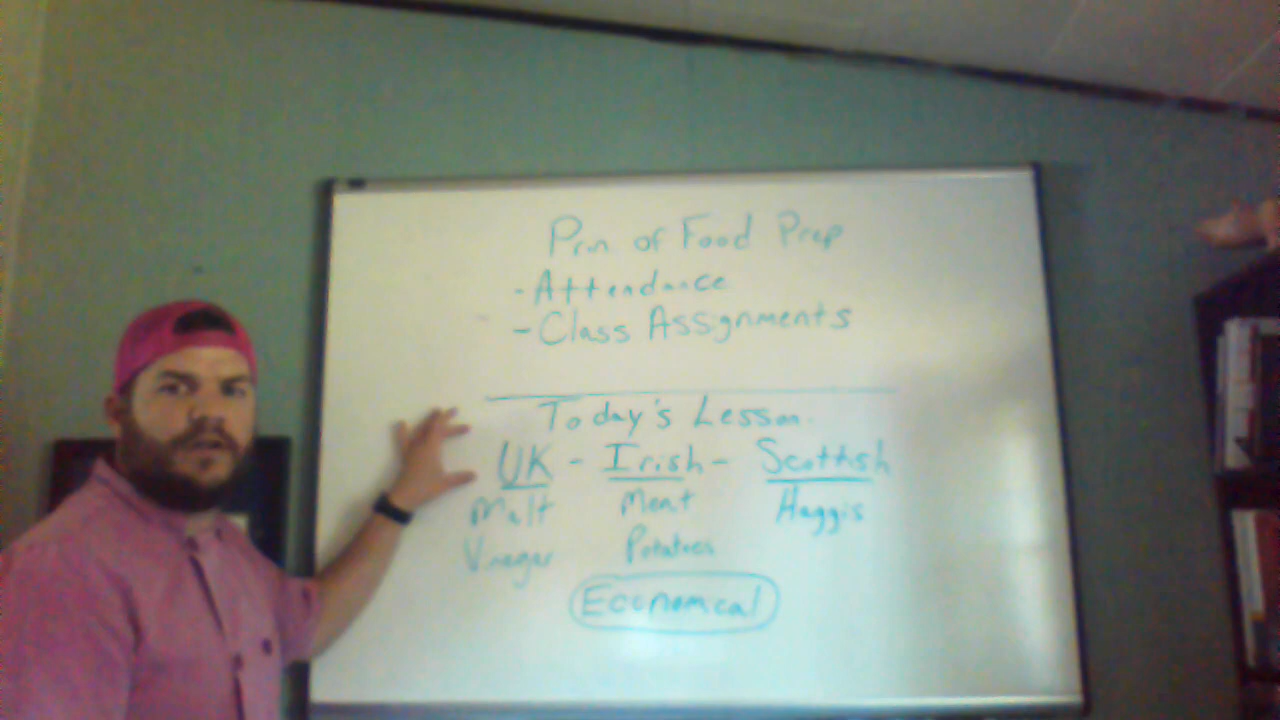 Prin of Food Prep
- Attendance
- Class Assignments
Today's Lesson
UK - Irish - Scottish
Malt Meat Haggis
Vinegar Potatoes
Economical